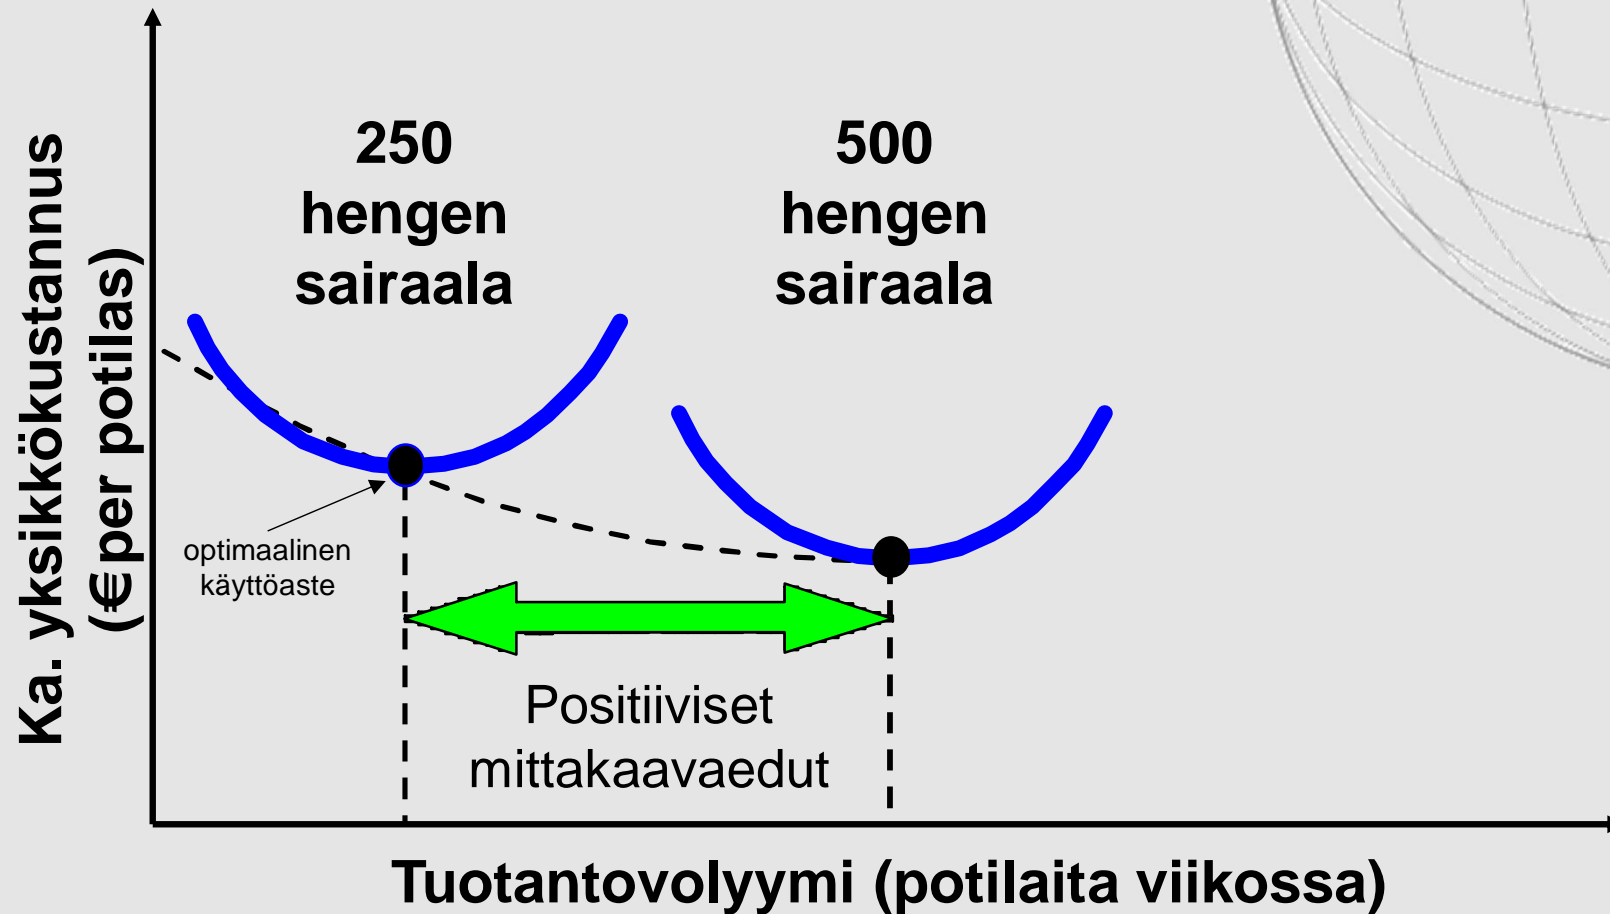 250
hengen
sairaala
500
hengen
sairaala
Ka. yksikkökustannus
(€per potilas)
optimaalinen
käyttöaste
Positiiviset
mittakaavaedut
Tuotantovolyymi (potilaita viikossa)